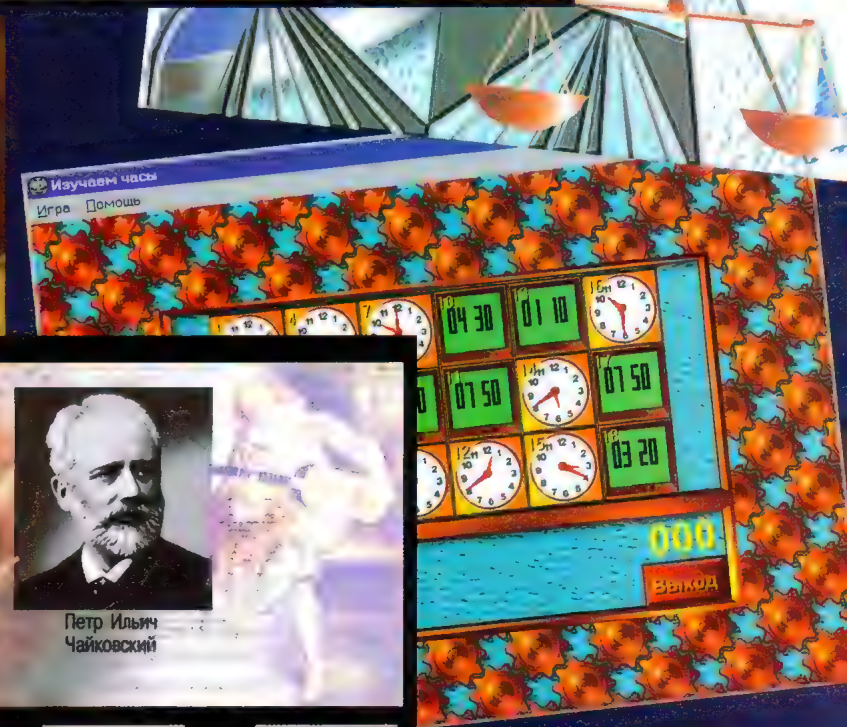 Изучаем часы
Игра Помощь
04 30
01 10
07 50
07 50
03 20
000
Выход
Петр Ильич
Чайковский